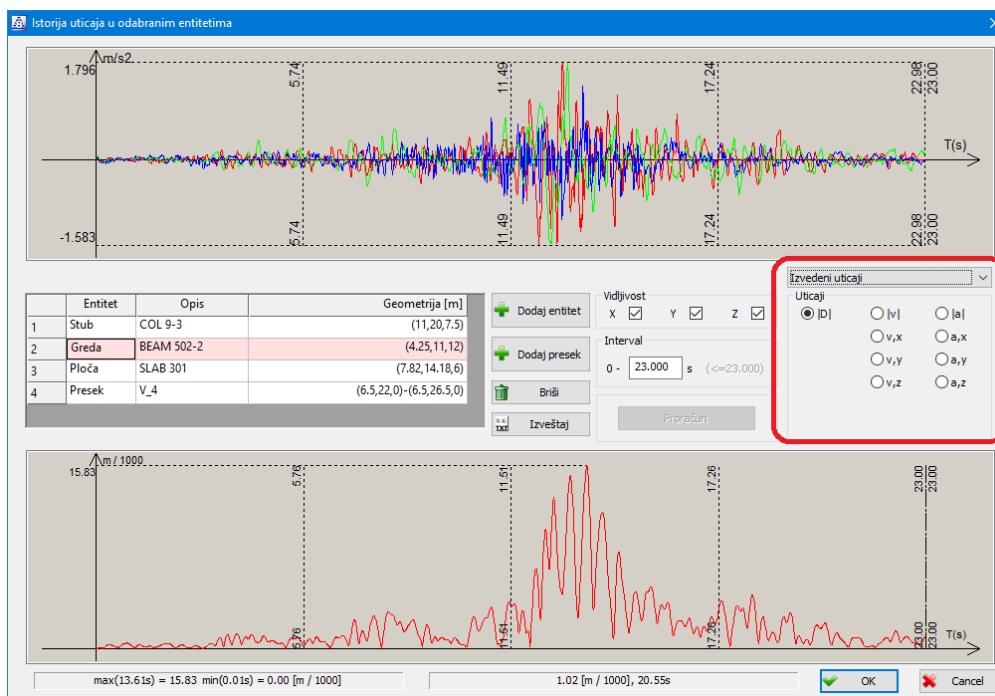 Istorija uticaja u odabranim entitetima
m/s2
1.796
5.74
11.49
17.24
22.98
23.00
T(s)
-1.583
5.74
11.49
17.24
22.98
23.00
Izvedeni uticaji
Entitet Opis Geometrija [m]
1 Stub COL 9-3 (11,20,7.5)
2 Greda BEAM 502-2 (4.25,11,12)
3 Ploča SLAB 301 (7.82,14.18,6)
4 Presek V_4 (6.5,22,0)-(6.5,26.5,0)
Dodaj entitet
Dodaj presek
Briši
TXT Izveštaj
Vidljivost
X Y Z
Interval
0 - 23.000 s (<=23.000)
Proračun
Uticaji
|D| |v| |a|
v,x a,x
v,y a,y
v,z a,z
m / 1000
15.83
5.76
11.51
17.26
23.00
23.00
T(s)
5.76
11.51
17.26
23.00
23.00
max(13.61s) = 15.83 min(0.01s) = 0.00 [m / 1000]
1.02 [m / 1000], 20.55s
OK
Cancel